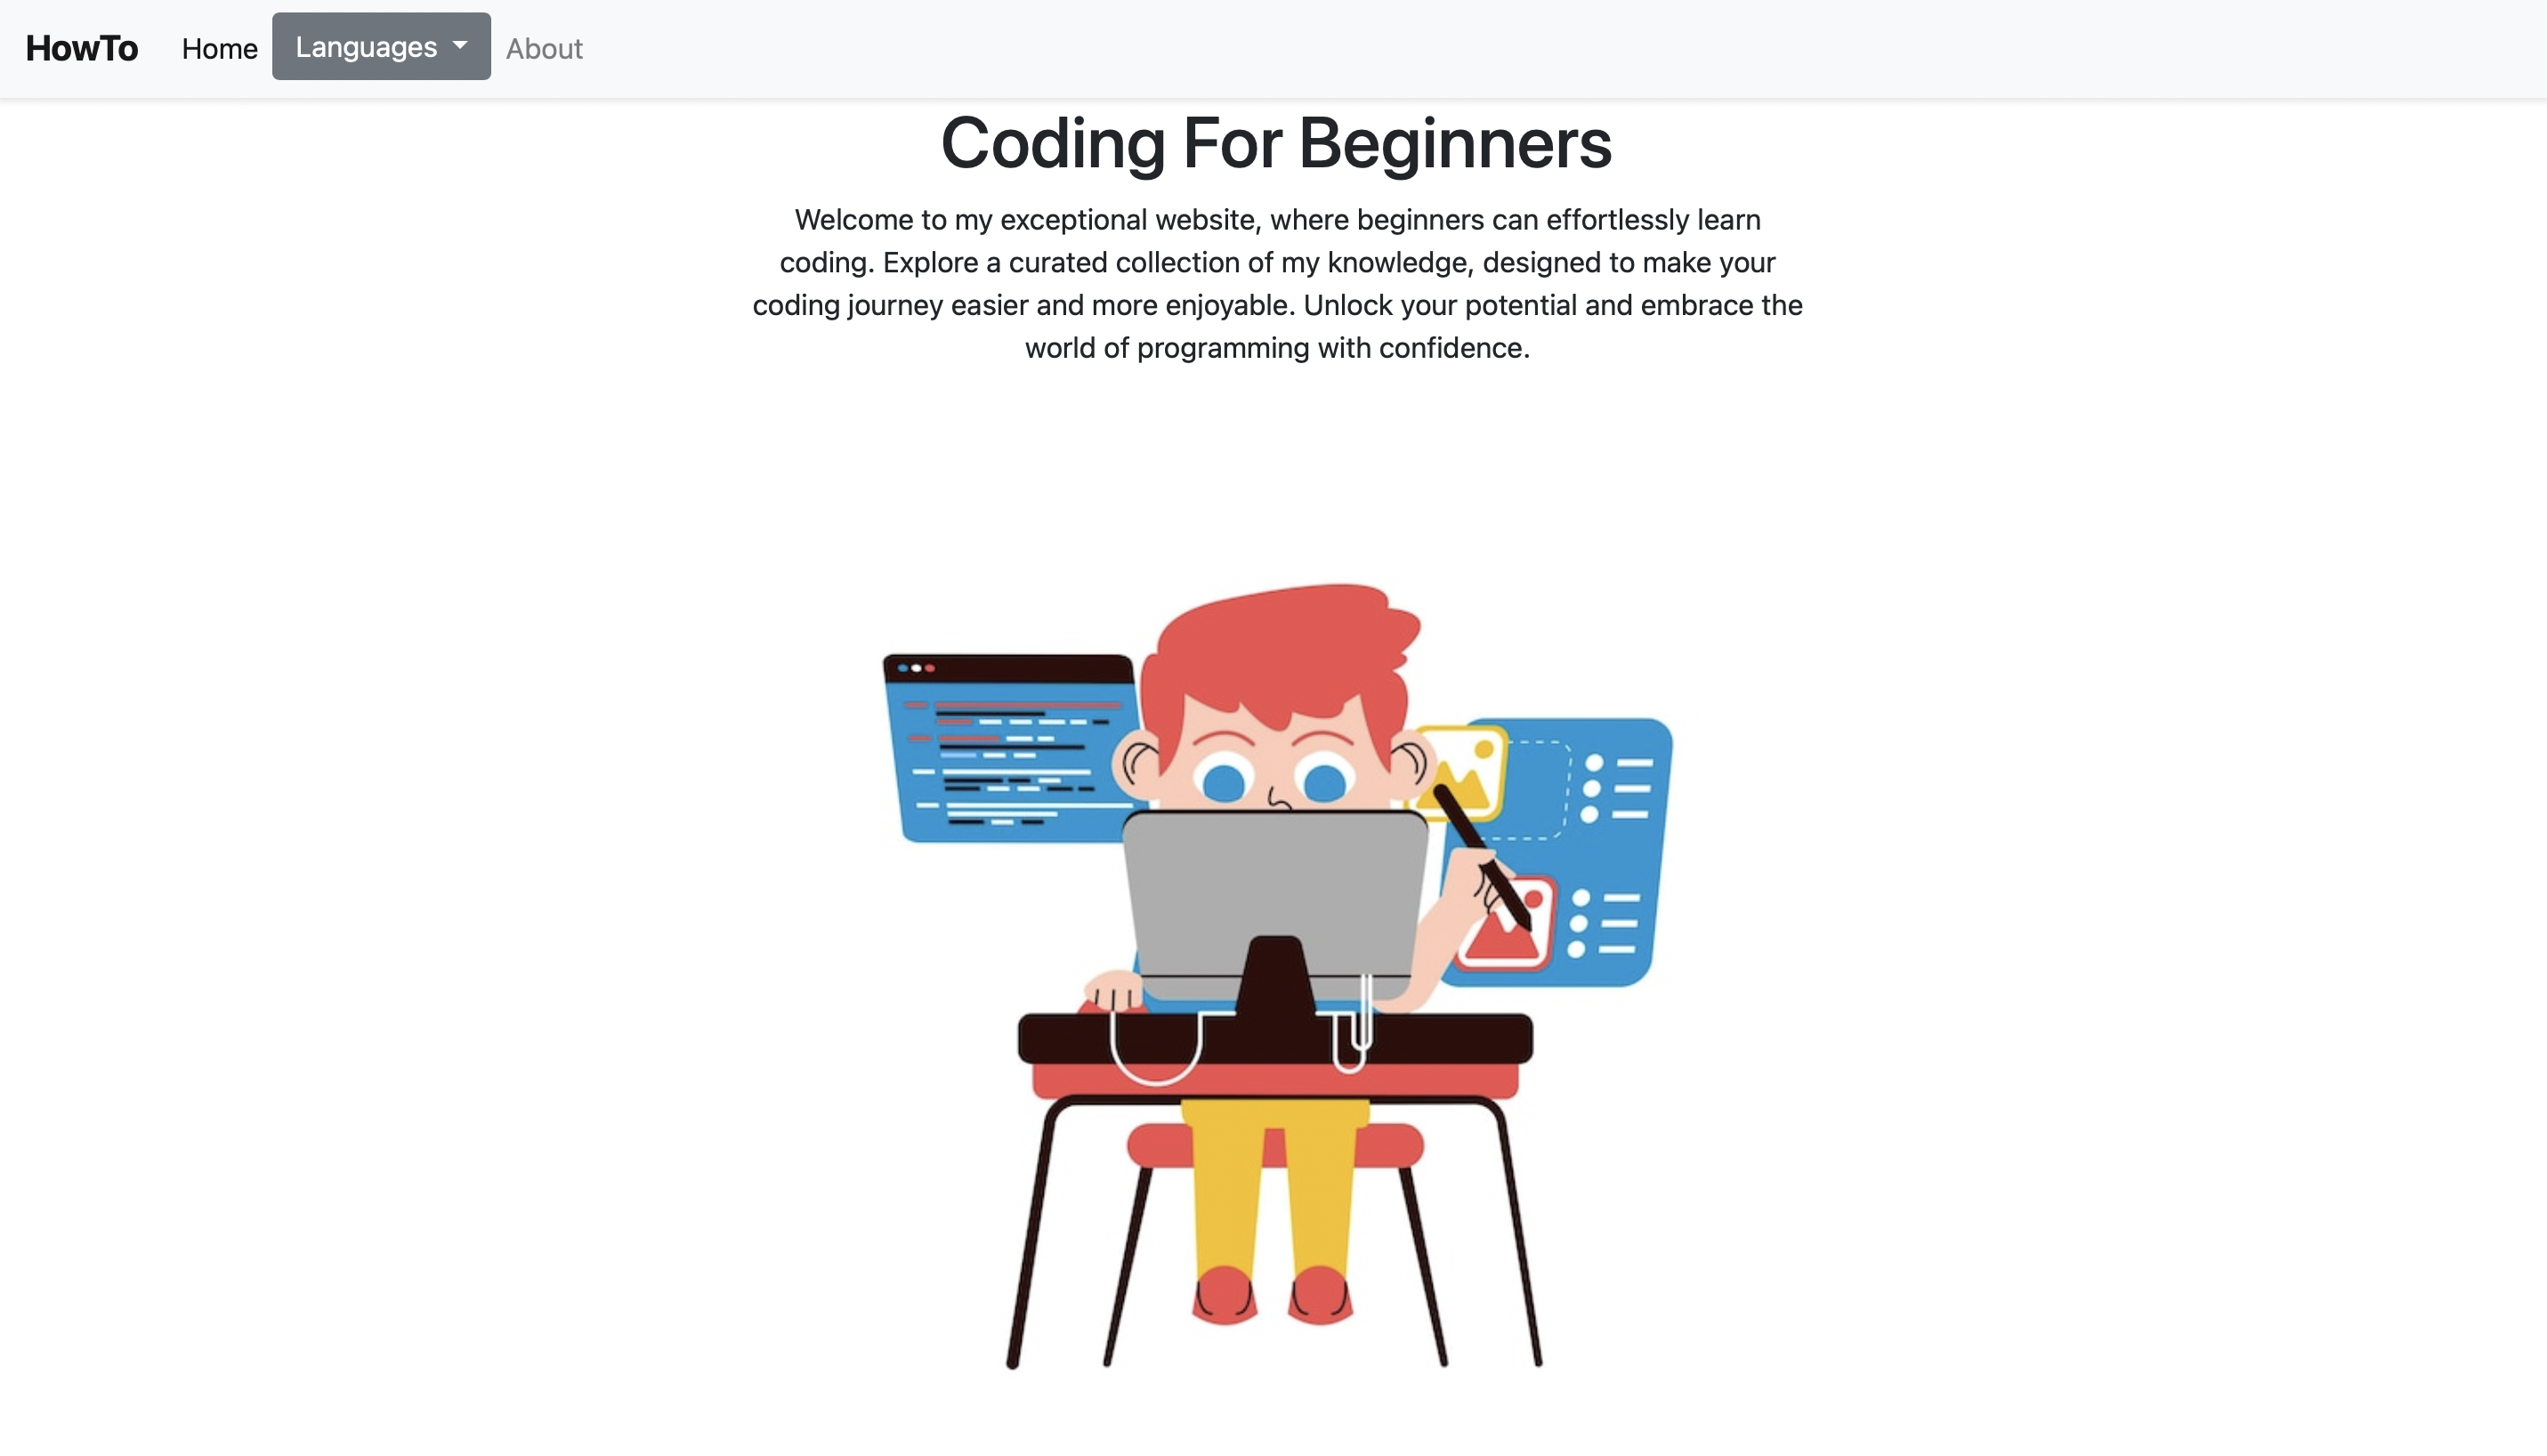 HowTo Home Languages About
Coding For Beginners
Welcome to my exceptional website, where beginners can effortlessly learn
coding. Explore a curated collection of my knowledge, designed to make your
coding journey easier and more enjoyable. Unlock your potential and embrace the
world of programming with confidence.